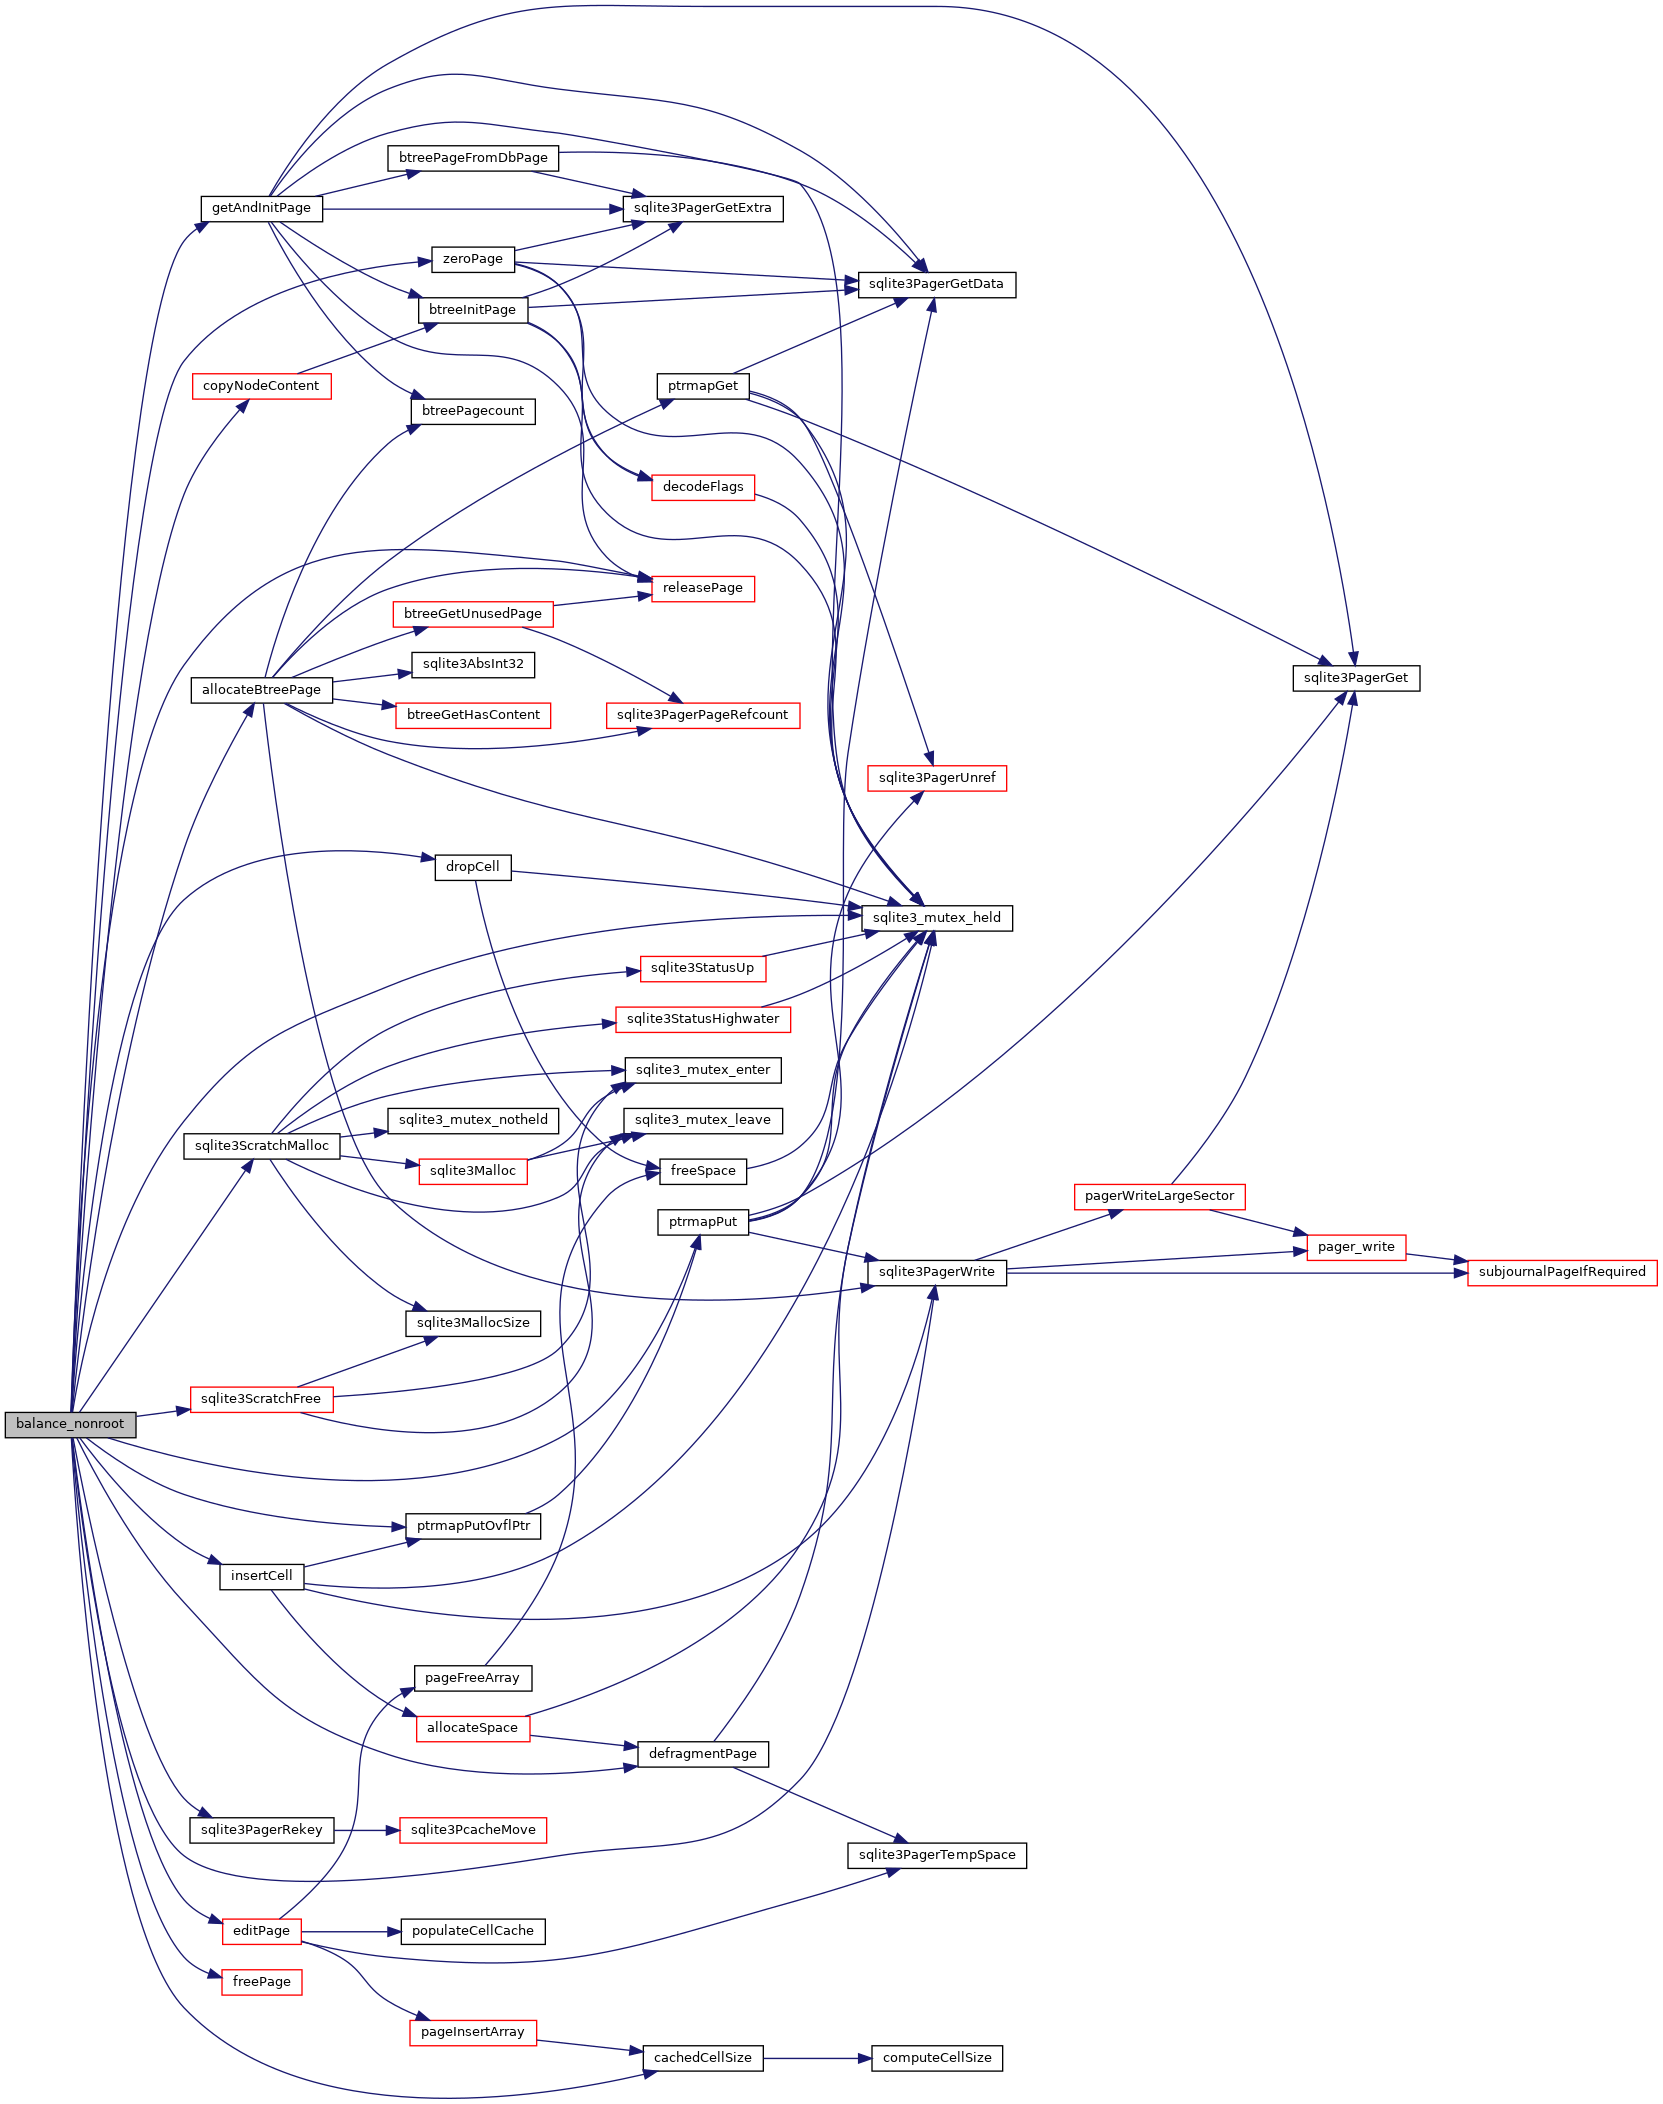 btreePageFromDbPage
getAndInitPage
sqlite3PagerGetExtra
zeroPage
sqlite3PagerGetData
btreeInitPage
copyNodeContent
ptrmapGet
btreePagecount
decodeFlags
releasePage
btreeGetUnusedPage
sqlite3AbsInt32
sqlite3PagerGet
allocateBtreePage
btreeGetHasContent
sqlite3PagerPageRefcount
sqlite3PagerUnref
dropCell
sqlite3_mutex_held
sqlite3StatusUp
sqlite3StatusHighwater
sqlite3_mutex_enter
sqlite3_mutex_notheld
sqlite3_mutex_leave
sqlite3ScratchMalloc
sqlite3Malloc
freeSpace
pagerWriteLargeSector
ptrmapPut
pager_write
sqlite3PagerWrite
subjournalPageIfRequired
sqlite3MallocSize
sqlite3ScratchFree
balance_nonroot
ptrmapPutOvflPtr
insertCell
pageFreeArray
allocateSpace
defragmentPage
sqlite3PagerRekey
sqlite3PcacheMove
sqlite3PagerTempSpace
editPage
populateCellCache
freePage
pageInsertArray
cachedCellSize
computeCellSize